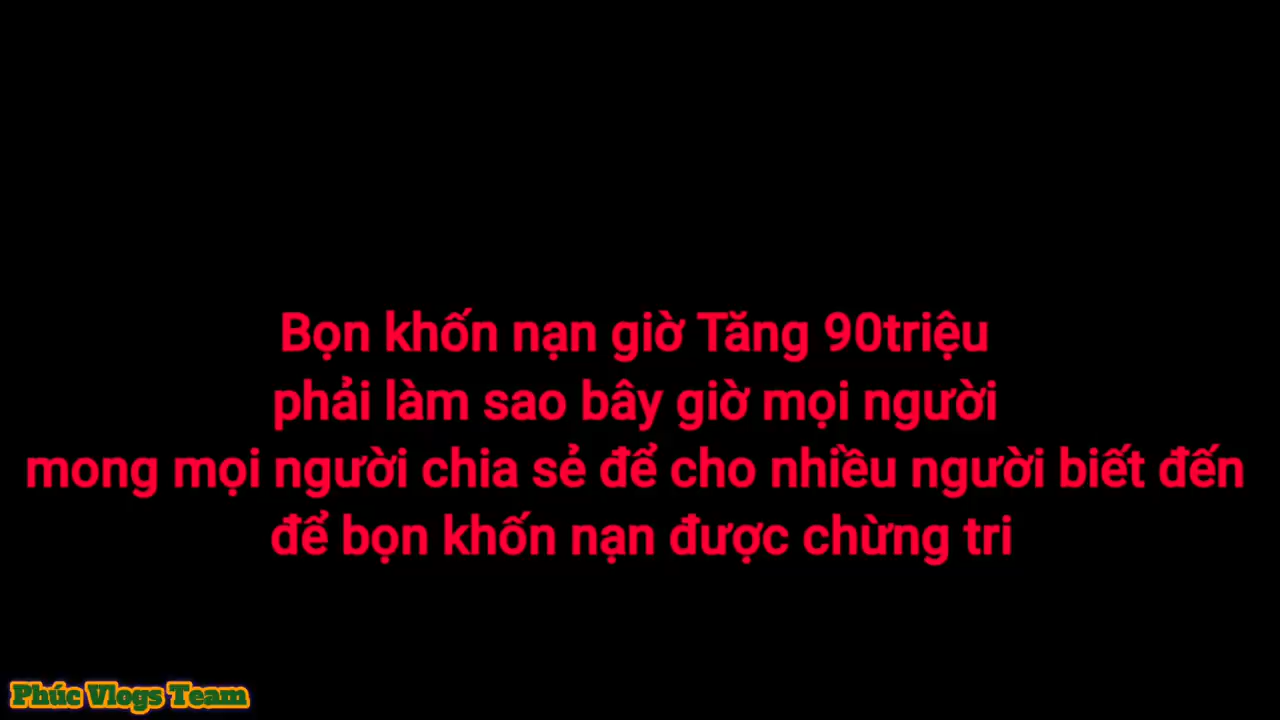 Bọn khốn nạn giờ Tăng 90triệu
phải làm sao bây giờ mọi người
mong mọi người chia sẻ để cho nhiều người biết đến
để bọn khốn nạn được chừng tri
Phúc Vlogs Team